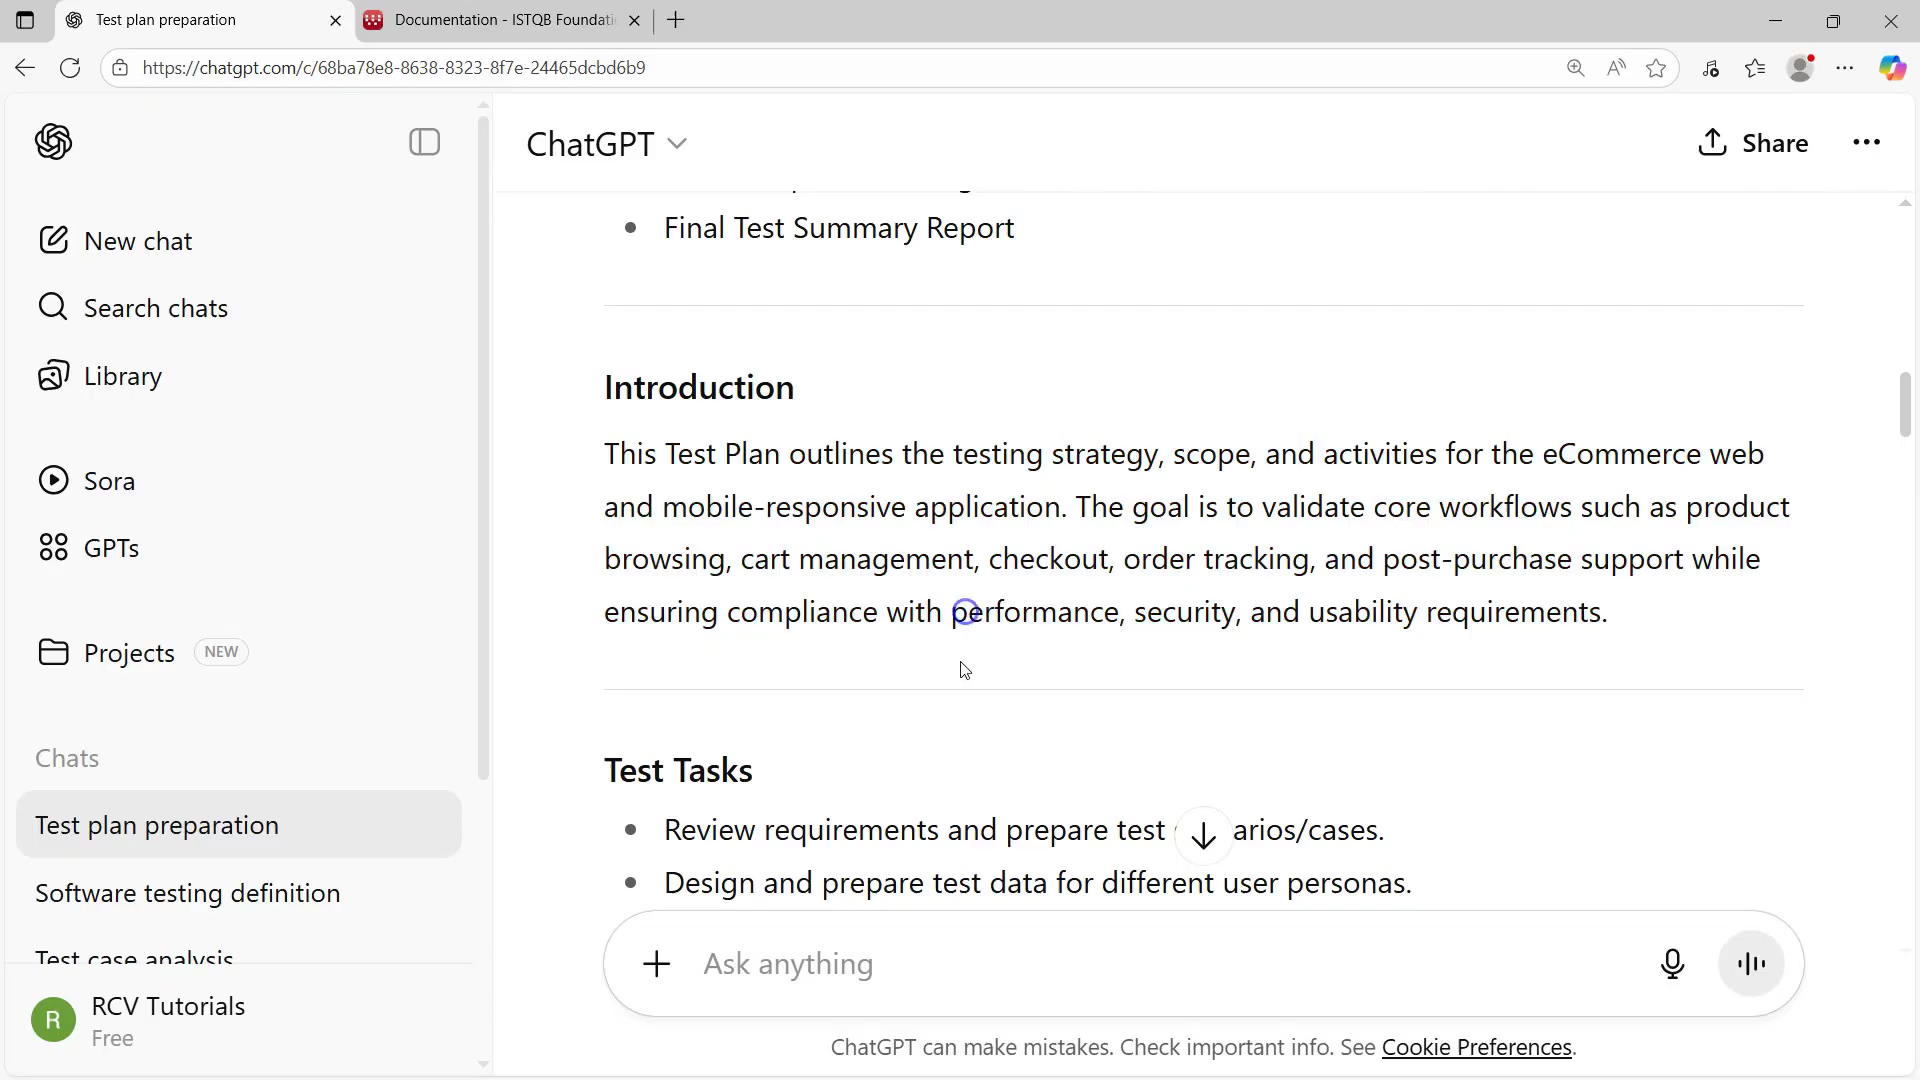 Test plan preparation
Documentation - ISTQB Foundati
https://chatgpt.com/c/68ba78e8-8638-8323-8f7e-24465dcbd6b9
ChatGPT
Share
New chat
Search chats
Library
Sora
GPTs
Projects NEW
Chats
Test plan preparation
Software testing definition
Test case analysis
R
RCV Tutorials
Free
Final Test Summary Report
Introduction
This Test Plan outlines the testing strategy, scope, and activities for the eCommerce web
and mobile-responsive application. The goal is to validate core workflows such as product
browsing, cart management, checkout, order tracking, and post-purchase support while
ensuring compliance with performance, security, and usability requirements.
Test Tasks
Review requirements and prepare test arios/cases.
Design and prepare test data for different user personas.
Ask anything
ChatGPT can make mistakes. Check important info. See Cookie Preferences.